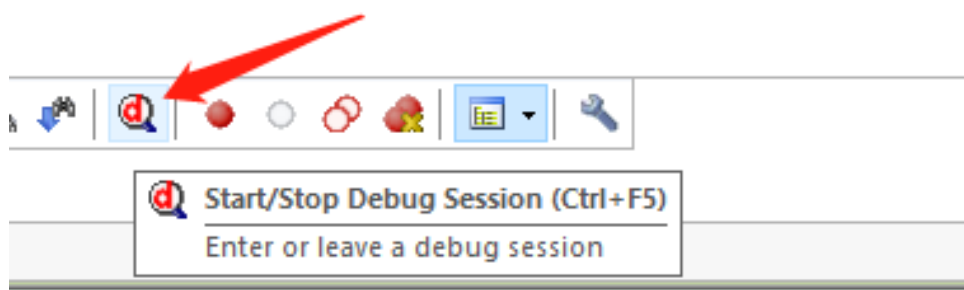 d
d Start/Stop Debug Session (Ctrl+F5)
Enter or leave a debug session